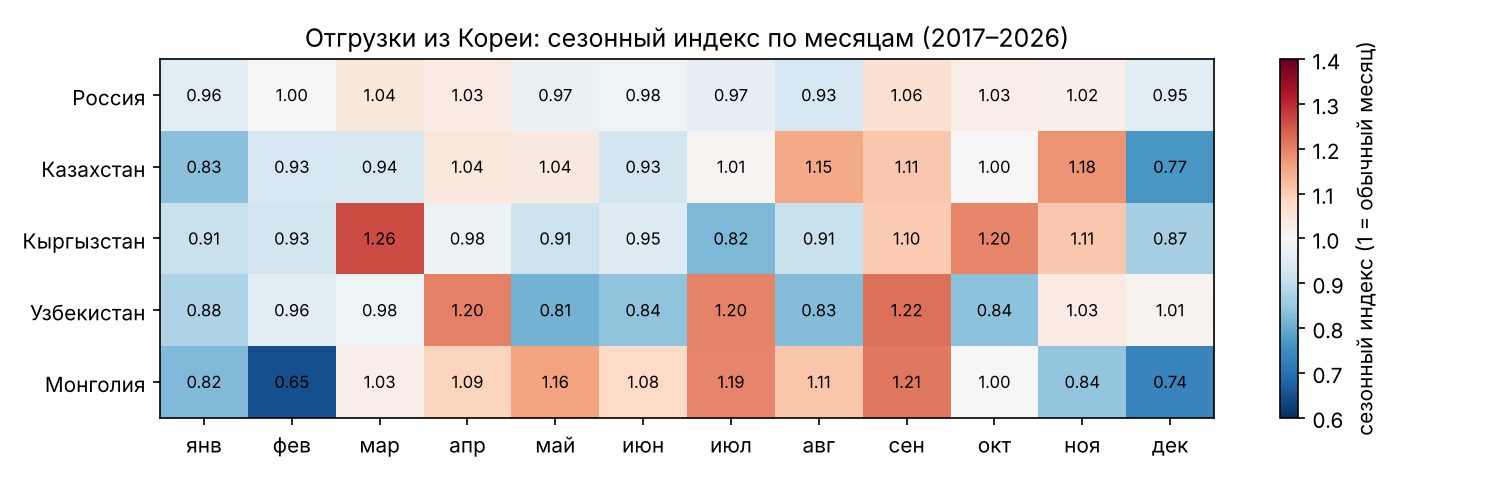 Отгрузки из Кореи: сезонный индекс по месяцам (2017–2026)
Россия 0.96 1.00 1.04 1.03 0.97 0.98 0.97 0.93 1.06 1.03 1.02 0.95
Казахстан 0.83 0.93 0.94 1.04 1.04 0.93 1.01 1.15 1.11 1.00 1.18 0.77
Кыргызстан 0.91 0.93 1.26 0.98 0.91 0.95 0.82 0.91 1.10 1.20 1.11 0.87
Узбекистан 0.88 0.96 0.98 1.20 0.81 0.84 1.20 0.83 1.22 0.84 1.03 1.01
Монголия 0.82 0.65 1.03 1.09 1.16 1.08 1.19 1.11 1.21 1.00 0.84 0.74
янв фев мар апр май июн июл авг сен окт ноя дек
1.4
1.3
1.2
1.1
1.0
0.9
0.8
0.7
0.6
сезонный индекс (1 = обычный месяц)